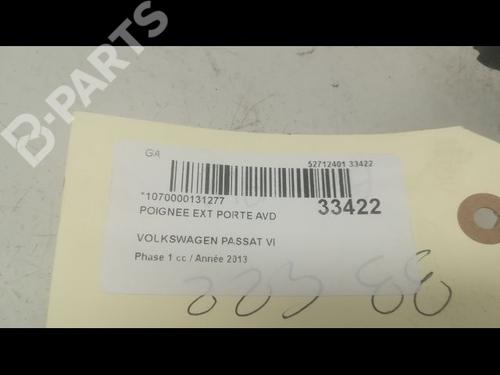 B-PARTS
GA
52712401 33422
*1070000131277
33422
POIGNEE EXT PORTE AVD
VOLKSWAGEN PASSAT VI
Phase 1 cc / Année 2013